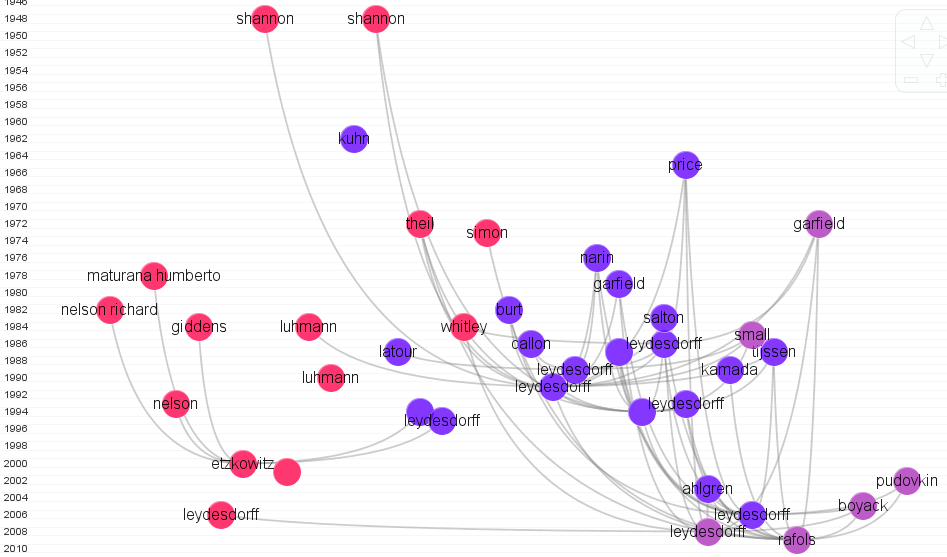 1946
1948
shannon
shannon
1950
1952
1954
1956
1958
1960
1962
kuhn
1964
price
1966
1968
1970
1972
theil
garfield
1974
simon
1976
narin
1978
maturana humberto
garfield
1980
1982
nelson richard
burt
salton
1984
giddens
luhmann
whitley
small
1986
callon
leydesdorff
latour
tijssen
1988
leydesdorff
kamada
1990
luhmann
leydesdorff
1992
nelson
leydesdorff
1994
leydesdorff
1996
1998
2000
etzkowitz
2002
ahlgren
pudovkin
2004
2006
leydesdorff
leydesdorff
boyack
2008
leydesdorff
rafols
2010